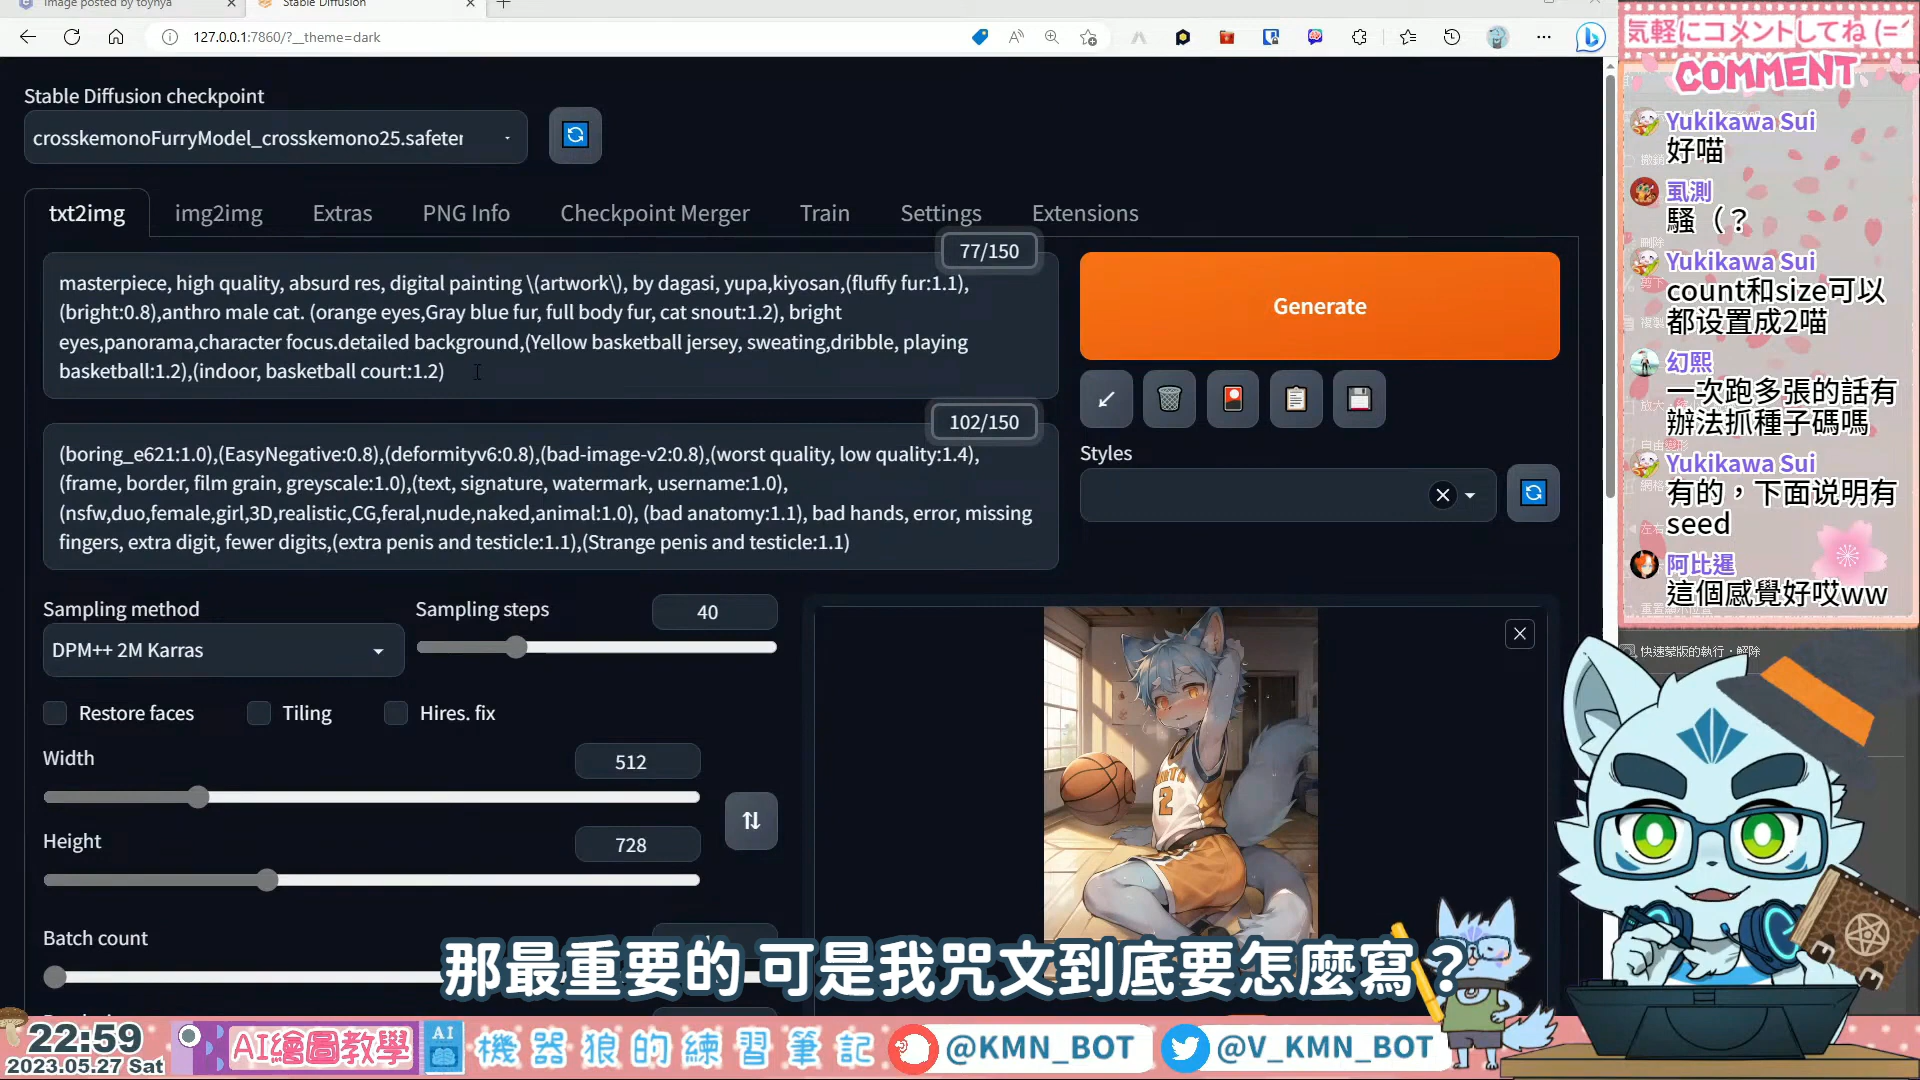 Image posted by toynya
Stable Diffusion
127.0.0.1:7860/?__theme=dark
Stable Diffusion checkpoint
crosskemonoFurryModel_crosskemono25.safeter
txt2img
img2img
Extras
PNG Info
Checkpoint Merger
Train
Settings
Extensions
77/150
masterpiece, high quality, absurd res, digital painting \(artwork\), by dagasi, yupa,kiyosan,(fluffy fur:1.1),
(bright:0.8),anthro male cat. (orange eyes,Gray blue fur, full body fur, cat snout:1.2), bright
eyes,panorama,character focus.detailed background,(Yellow basketball jersey, sweating,dribble, playing
basketball:1.2),(indoor, basketball court:1.2)
Generate
102/150
(boring_e621:1.0),(EasyNegative:0.8),(deformityv6:0.8),(bad-image-v2:0.8),(worst quality, low quality:1.4),
(frame, border, film grain, greyscale:1.0),(text, signature, watermark, username:1.0),
(nsfw,duo,female,girl,3D,realistic,CG,feral,nude,naked,animal:1.0), (bad anatomy:1.1), bad hands, error, missing
fingers, extra digit, fewer digits,(extra penis and testicle:1.1),(Strange penis and testicle:1.1)
Styles
Sampling method
DPM++ 2M Karras
Sampling steps
40
Restore faces
Tiling
Hires. fix
Width
512
Height
728
Batch count
2
気軽にコメントしてね (=´
COMMENT
Yukikawa Sui
好喵
虱測
騷（？
Yukikawa Sui
count和size可以
都设置成2喵
幻熙
一次跑多張的話有
辦法抓種子碼嗎
Yukikawa Sui
有的，下面说明有
seed
阿比暹
這個感覺好哎ww
快速蒙版的執行・解除
那最重要的 可是我咒文到底要怎麼寫？
22:59
2023.05.27 Sat
AI繪圖教學
AI
機器狼的練習筆記
@KMN_BOT
@V_KMN_BOT